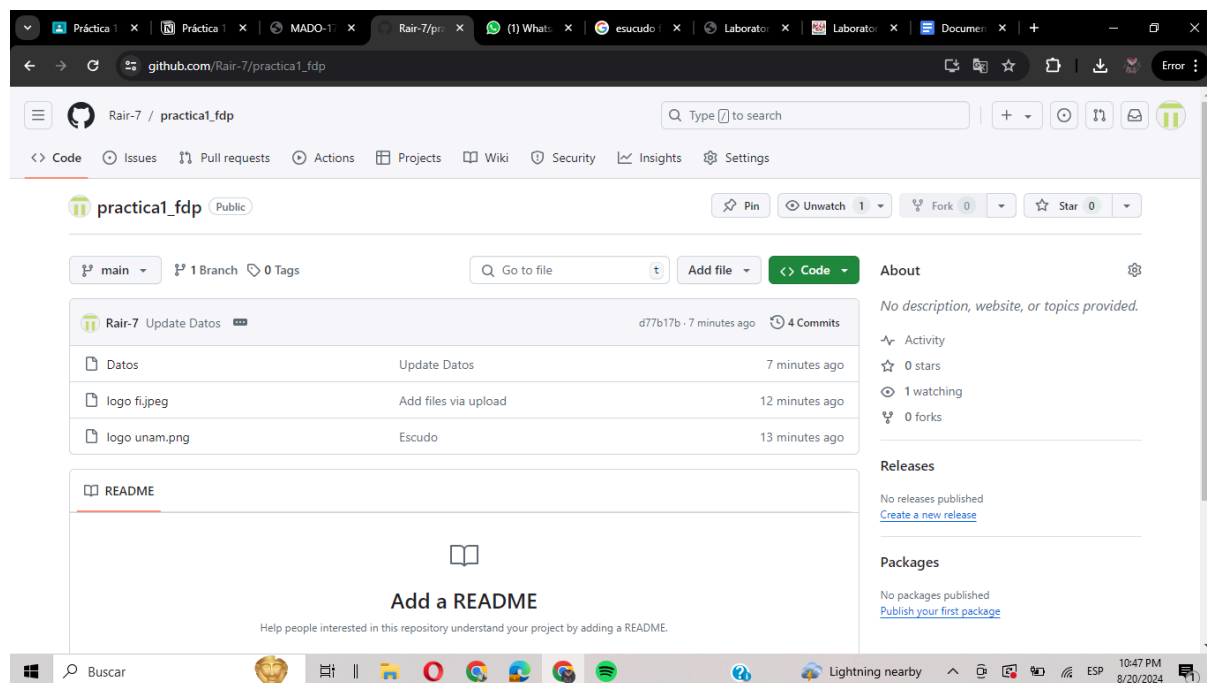 Práctica 1
Práctica 1
MADO-17
Rair-7/pra
(1) Whats
esucudo f
Laborator
Laborator
Documen
github.com/Rair-7/practica1_fdp
Error
Rair-7 / practica1_fdp
Type / to search
Code Issues Pull requests Actions Projects Wiki Security Insights Settings
practica1_fdp Public
Pin Unwatch 1 Fork 0 Star 0
main 1 Branch 0 Tags
Go to file t
Add file
<> Code
Rair-7 Update Datos d77b17b · 7 minutes ago 4 Commits
Datos Update Datos 7 minutes ago
logo fi.jpeg Add files via upload 12 minutes ago
logo unam.png Escudo 13 minutes ago
README
Add a README
Help people interested in this repository understand your project by adding a README.
About
No description, website, or topics provided.
Activity
0 stars
1 watching
0 forks
Releases
No releases published
Create a new release
Packages
No packages published
Publish your first package
Buscar
Lightning nearby
ESP
10:47 PM
8/20/2024